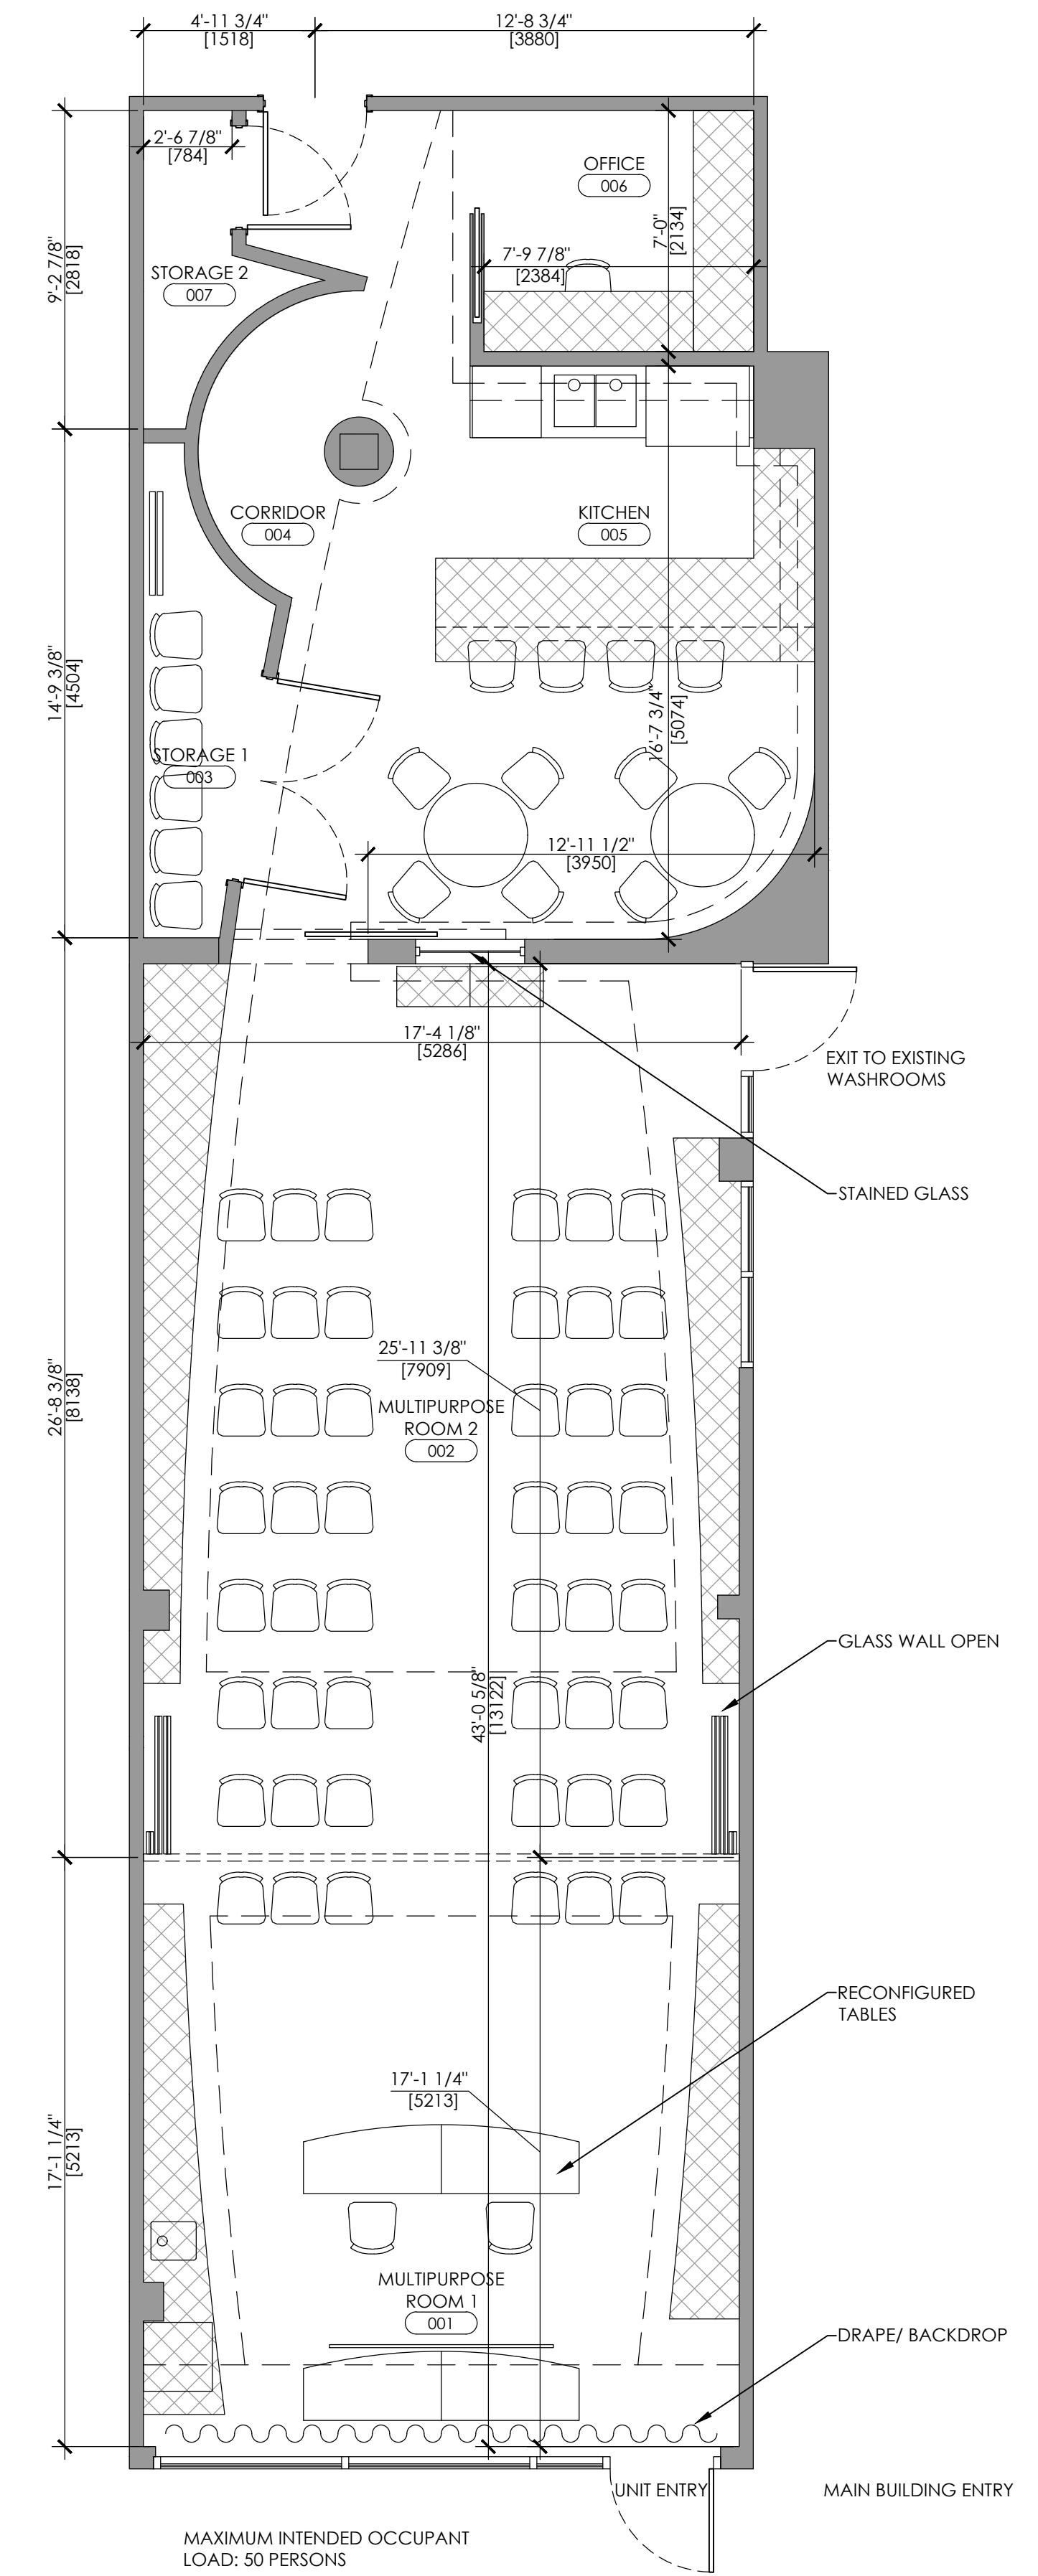 4'-11 3/4"
[1518]
12'-8 3/4"
[3880]
2'-6 7/8"
[784]
OFFICE
006
7'-0"
[2134]
7'-9 7/8"
[2384]
9'-2 7/8"
[2818]
STORAGE 2
007
CORRIDOR
004
KITCHEN
005
14'-9 3/8"
[4504]
16'-7 3/4"
[5074]
STORAGE 1
003
12'-11 1/2"
[3950]
17'-4 1/8"
[5286]
EXIT TO EXISTING
WASHROOMS
STAINED GLASS
25'-11 3/8"
[7909]
26'-8 3/8"
[8138]
MULTIPURPOSE
ROOM 2
002
GLASS WALL OPEN
43'-0 5/8"
[13122]
RECONFIGURED
TABLES
17'-1 1/4"
[5213]
17'-1 1/4"
[5213]
MULTIPURPOSE
ROOM 1
001
DRAPE/ BACKDROP
UNIT ENTRY
MAIN BUILDING ENTRY
MAXIMUM INTENDED OCCUPANT
LOAD: 50 PERSONS